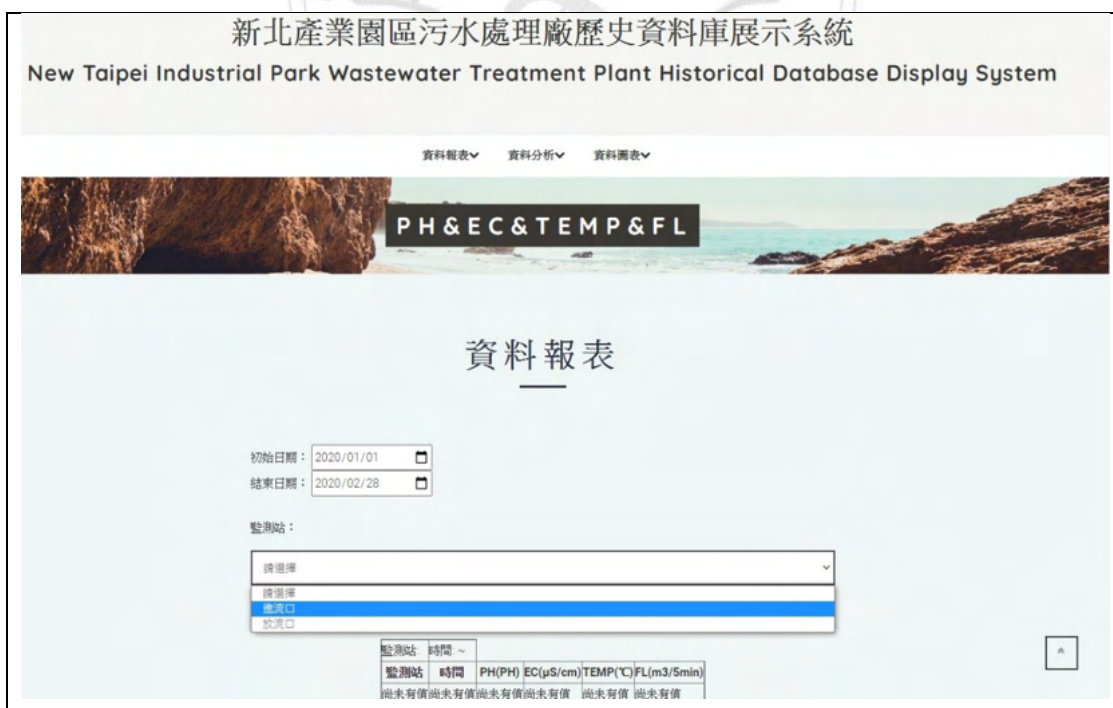 新北產業園區污水處理廠歷史資料庫展示系統
New Taipei Industrial Park Wastewater Treatment Plant Historical Database Display System
資料報表 資料分析 資料圖表
PH&EC&TEMP&FL
資料報表
初始日期： 2020/01/01
結束日期： 2020/02/28
監測站：
請選擇
請選擇
進流口
放流口
監測站: 時間: ~
監測站 時間 PH(PH) EC(μS/cm) TEMP(℃) FL(m3/5min)
尚未有值 尚未有值 尚未有值 尚未有值 尚未有值 尚未有值